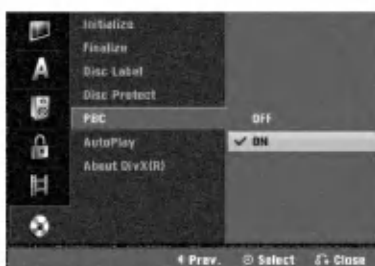 Initialize
Finalize
Disc Label
Disc Protect
PBC
OFF
AutoPlay
ON
About DivX(R)
Prev. Select Close